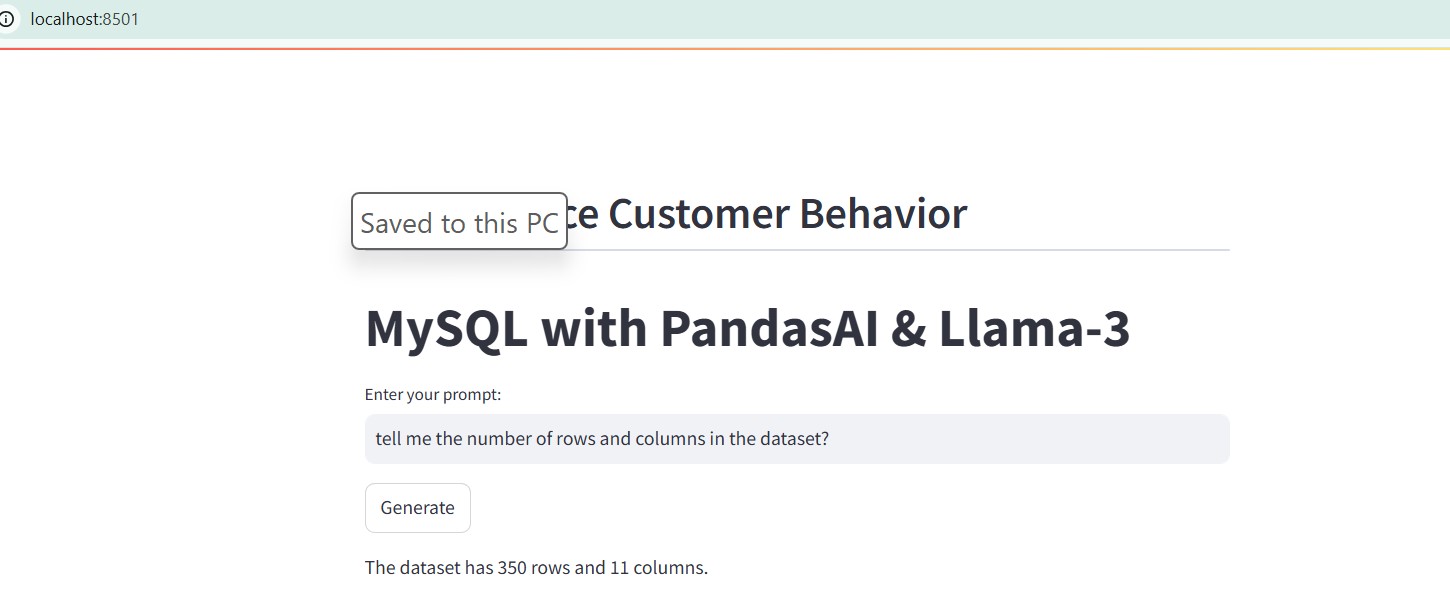 localhost:8501
Saved to this PC
ce Customer Behavior
MySQL with PandasAI & Llama-3
Enter your prompt:
tell me the number of rows and columns in the dataset?
Generate
The dataset has 350 rows and 11 columns.